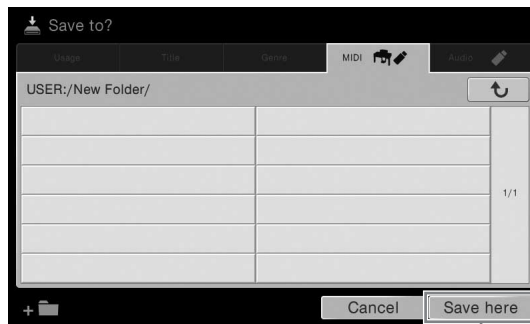 Save to?
Usage Title Genre MIDI Audio
USER:/New Folder/
1/1
+
Cancel Save here